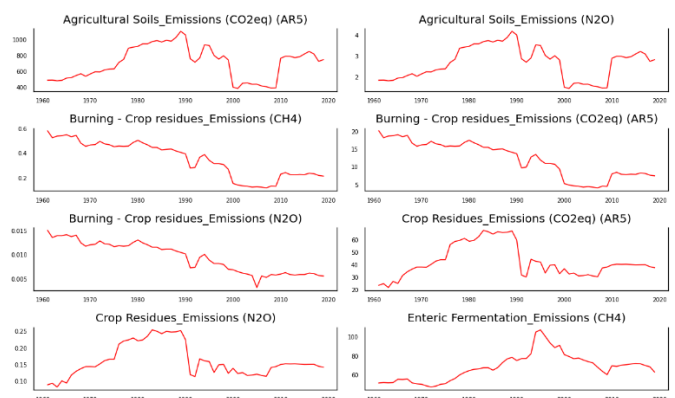 Agricultural Soils_Emissions (CO2eq) (AR5)
1000
800
600
400
1960 1970 1980 1990 2000 2010 2020
Agricultural Soils_Emissions (N2O)
4
3
2
1960 1970 1980 1990 2000 2010 2020
Burning - Crop residues_Emissions (CH4)
0.6
0.4
0.2
1960 1970 1980 1990 2000 2010 2020
Burning - Crop residues_Emissions (CO2eq) (AR5)
20
15
10
5
1960 1970 1980 1990 2000 2010 2020
Burning - Crop residues_Emissions (N2O)
0.015
0.010
0.005
1960 1970 1980 1990 2000 2010 2020
Crop Residues_Emissions (CO2eq) (AR5)
60
50
40
30
20
1960 1970 1980 1990 2000 2010 2020
Crop Residues_Emissions (N2O)
0.25
0.20
0.15
0.10
Enteric Fermentation_Emissions (CH4)
100
80
60